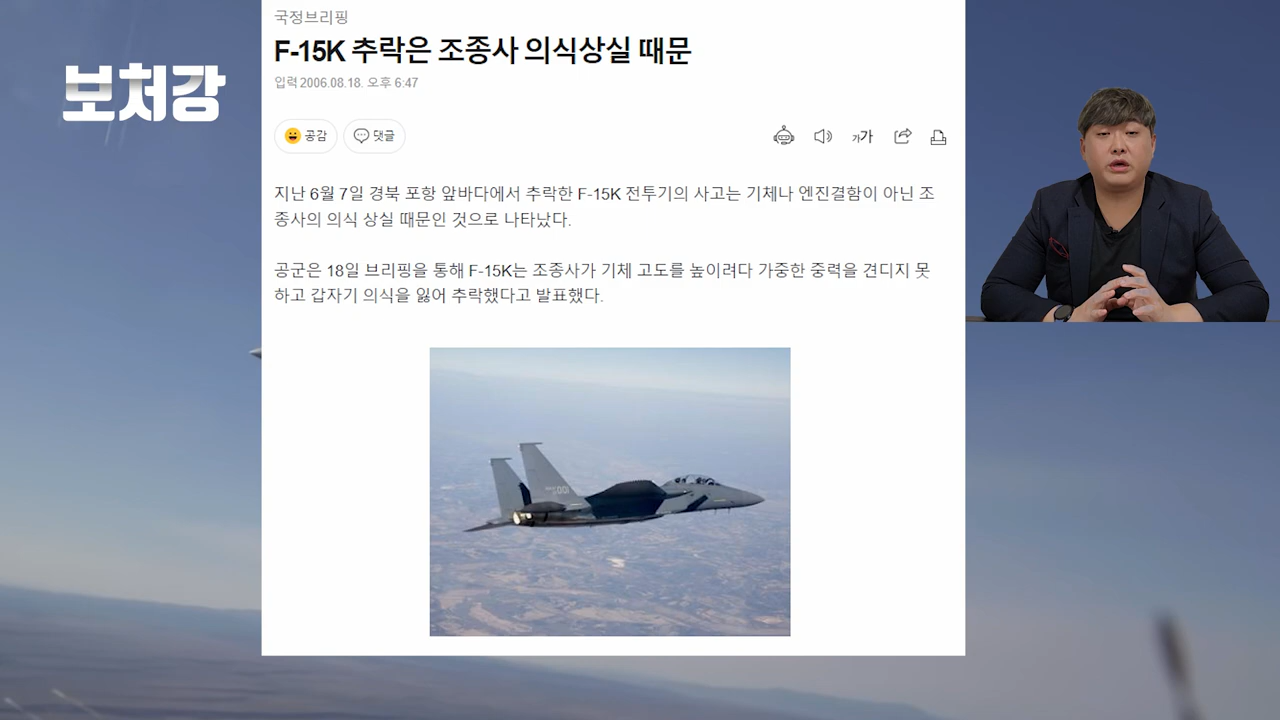 국정브리핑
F-15K 추락은 조종사 의식상실 때문
입력 2006.08.18. 오후 6:47
보처강
공감
댓글
가가
지난 6월 7일 경북 포항 앞바다에서 추락한 F-15K 전투기의 사고는 기체나 엔진결함이 아닌 조
종사의 의식 상실 때문인 것으로 나타났다.
공군은 18일 브리핑을 통해 F-15K는 조종사가 기체 고도를 높이려다 가중한 중력을 견디지 못
하고 갑자기 의식을 잃어 추락했다고 발표했다.
001